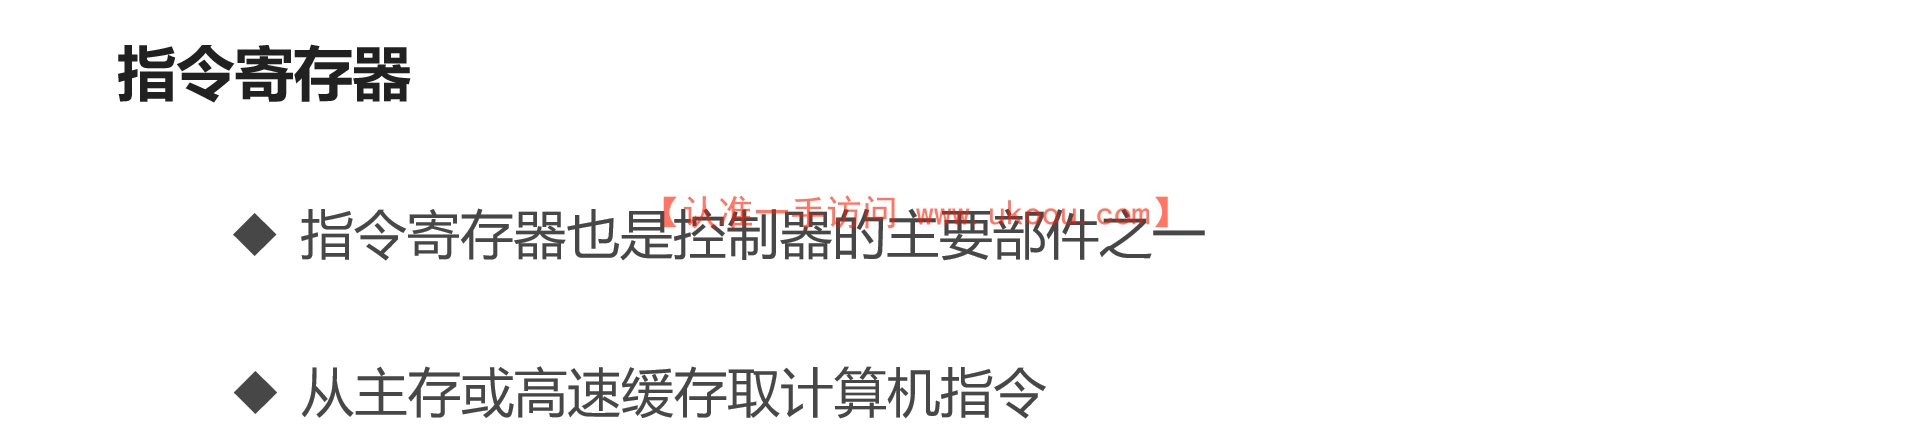 指令寄存器
【认准一手访问 www.ukoou.com】
◆ 指令寄存器也是控制器的主要部件之一
◆ 从主存或高速缓存取计算机指令